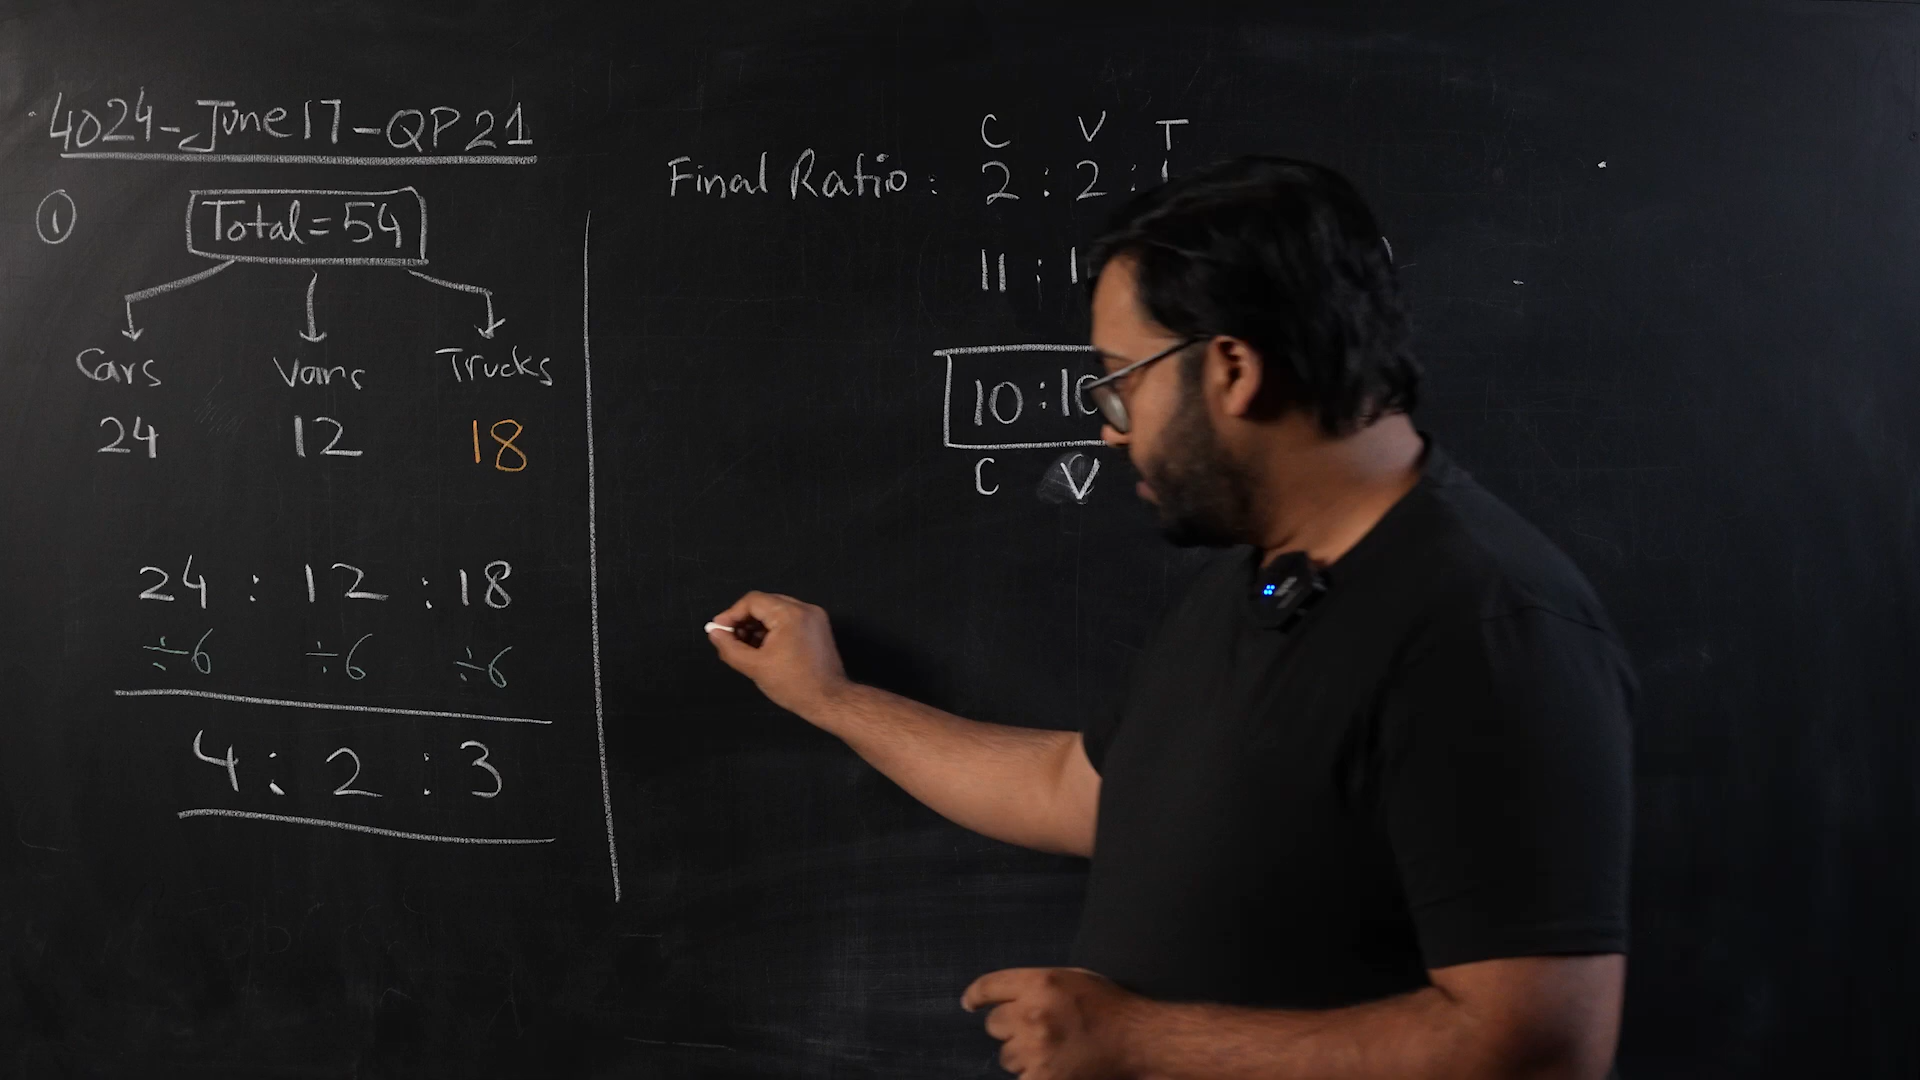 4024-June17-QP21
① Total=54
Cars Vans Trucks
24 12 18
24 : 12 : 18
÷6 ÷6 ÷6
4 : 2 : 3
C V T
Final Ratio : 2 : 2 :
11 :
10 : 10
C V